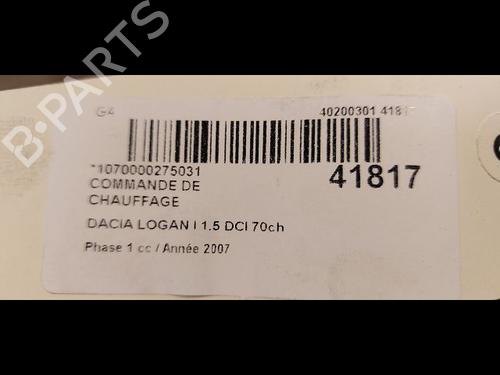 B-PARTS
G4
40200301 4181
*1070000275031
41817
COMMANDE DE
CHAUFFAGE
DACIA LOGAN I 1.5 DCI 70ch
Phase 1 cc / Année 2007